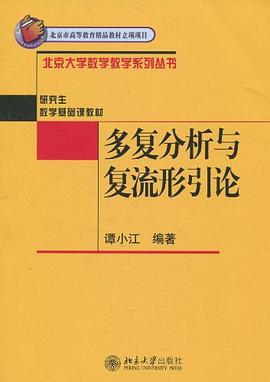 北京市高等教育精品教材立项项目
北京大学数学教学系列丛书
研究生
数学基础课教材
多复分析与
复流形引论
谭小江 编著
北京大学出版社
PEKING UNIVERSITY PRESS